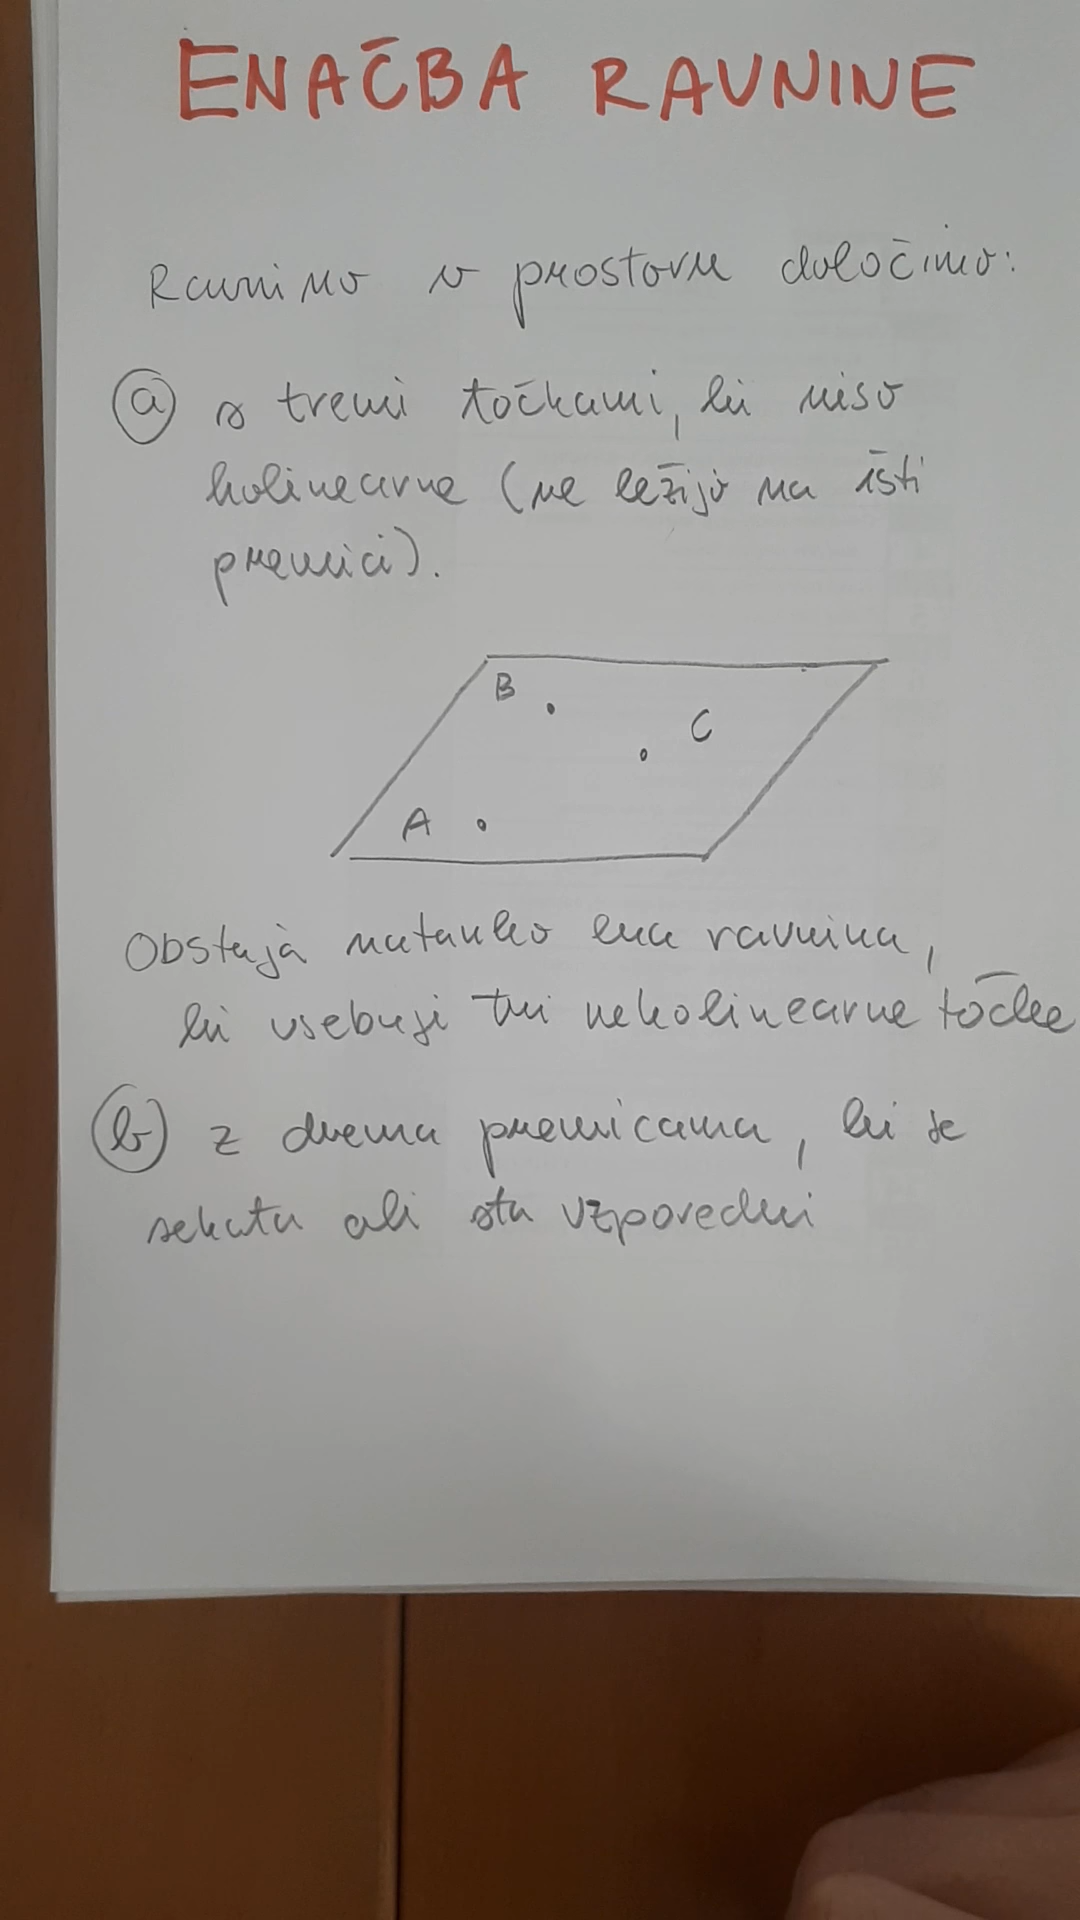 ENAČBA RAVNINE
Ravnino v prostoru določimo:
(a) s tremi točkami, ki niso
kolinearne (ne ležijo na isti
premici).
B
C
A
Obstaja natanko ena ravnina,
ki vsebuje tri nekolinearne točke
(b) z dvema premicama, ki se
sekata ali sta vzporedni